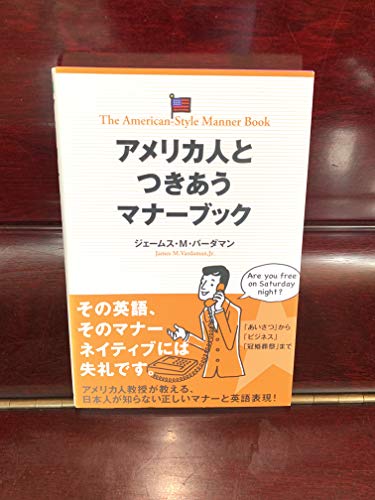 The American-Style Manner Book
アメリカ人と
つきあう
マナーブック
ジェームス・M・バーダマン
James M. Vardaman, Jr.
Are you free
on Saturday
night?
その英語、
そのマナー
ネイティブには
失礼です。
「あいさつ」から
「ビジネス」
「冠婚葬祭」まで
アメリカ人教授が教える、
日本人が知らない正しいマナーと英語表現!